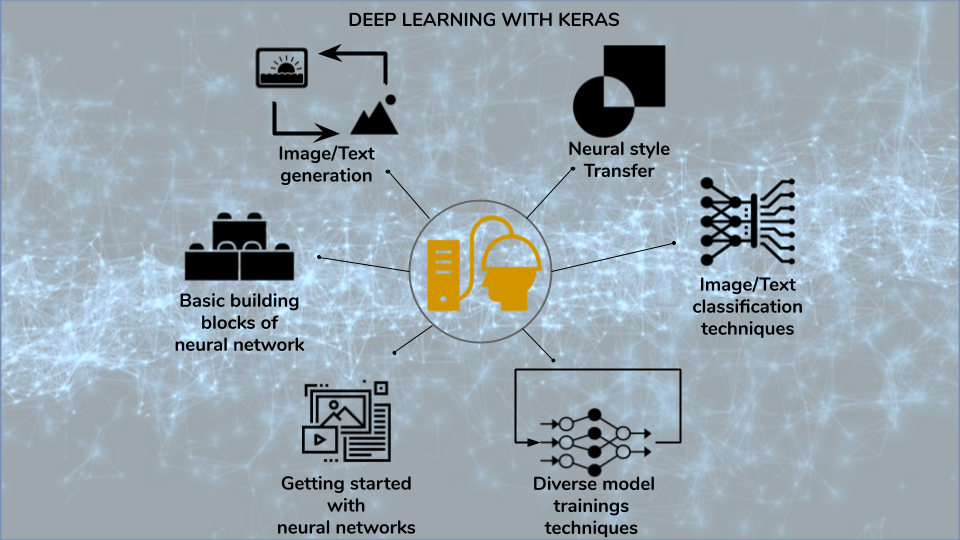 DEEP LEARNING WITH KERAS
Image/Text
generation
Neural style
Transfer
Basic building
blocks of
neural network
Image/Text
classification
techniques
Getting started
with
neural networks
Diverse model
trainings
techniques